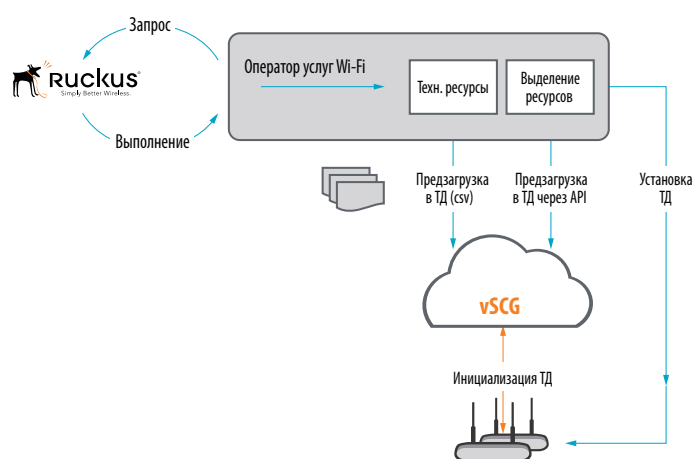 Запрос
Ruckus
Simply Better Wireless.
Выполнение
Оператор услуг Wi-Fi
Техн. ресурсы
Выделение
ресурсов
Предзагрузка
в ТД (csv)
Предзагрузка
в ТД через API
Установка
ТД
vSCG
Инициализация ТД